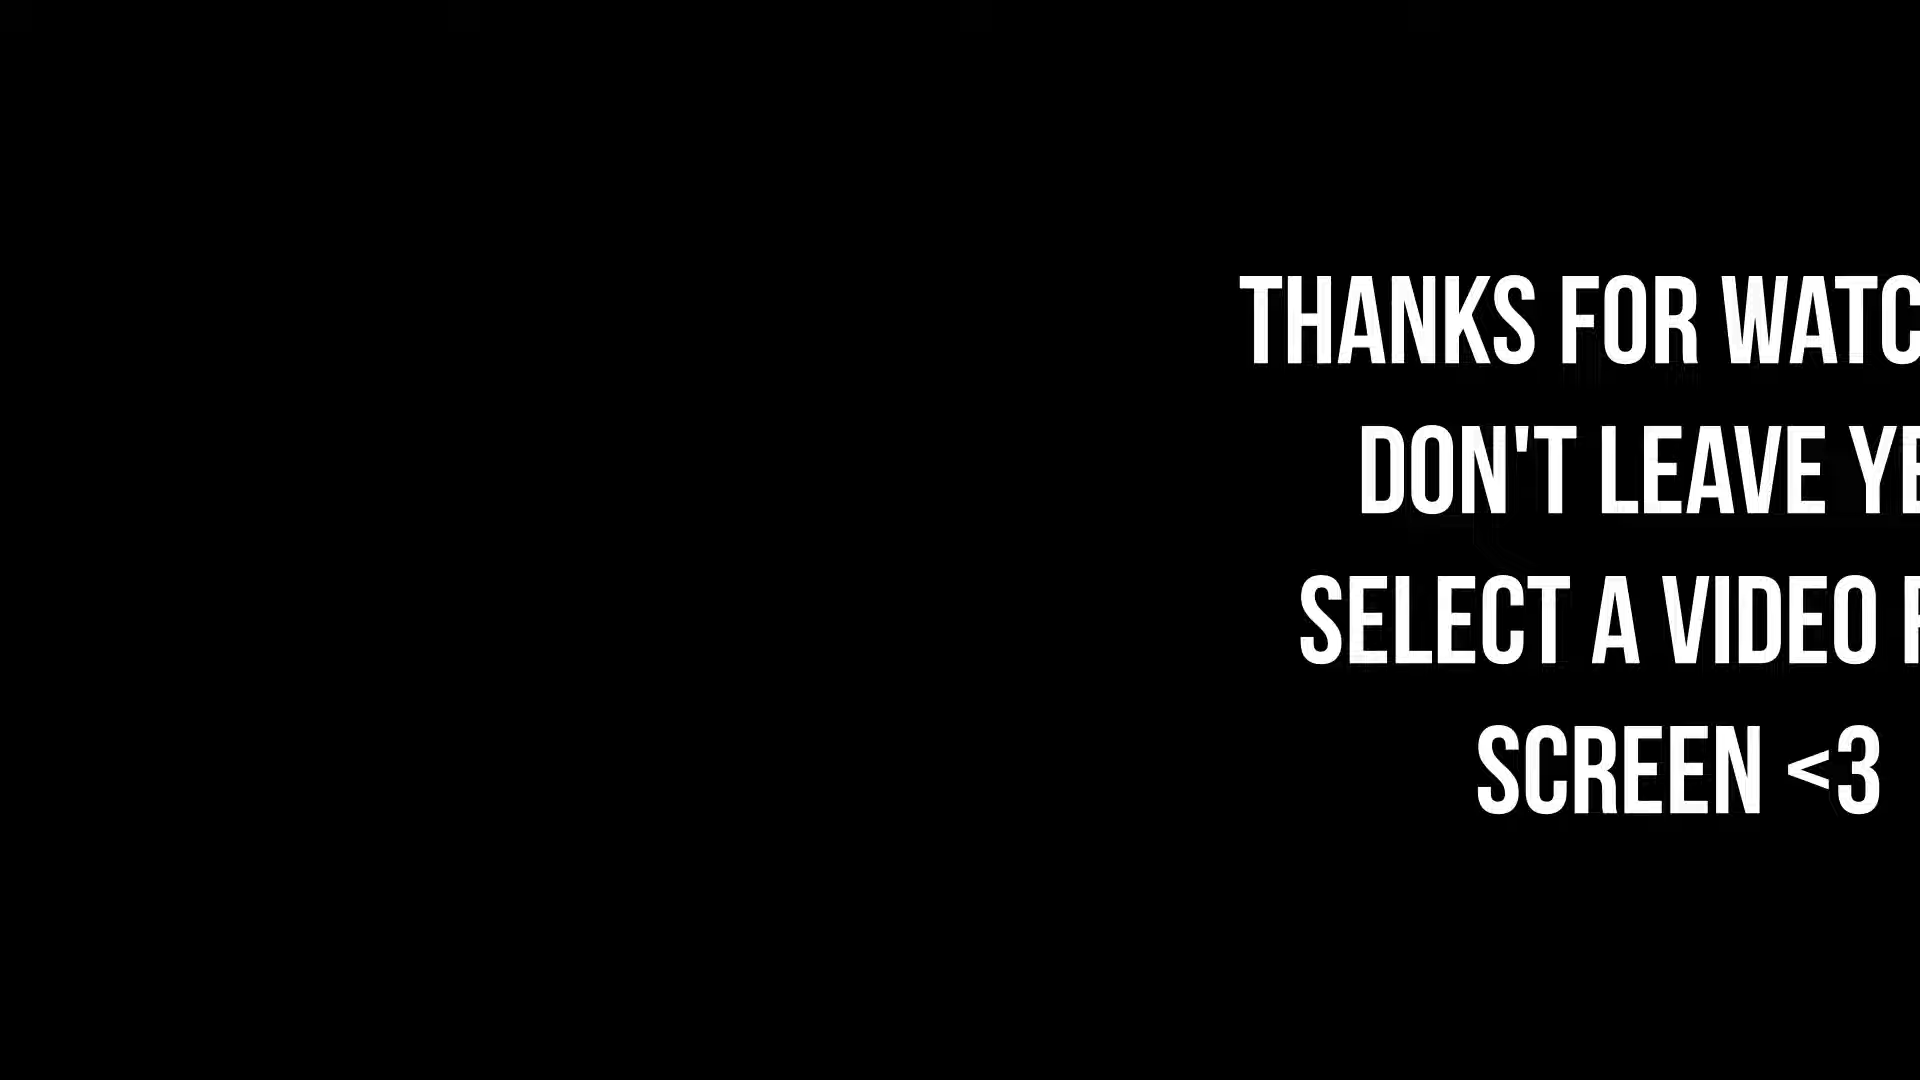 THANKS FOR WATC
DON'T LEAVE YE
SELECT A VIDEO
SCREEN <3